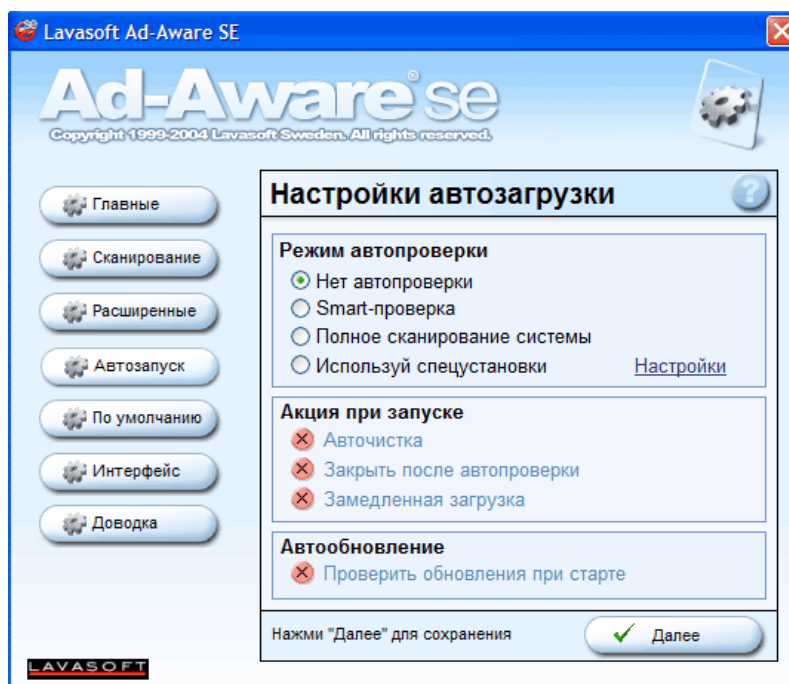 Lavasoft Ad-Aware SE
Ad-Aware® se
Copyright 1999-2004 Lavasoft Sweden. All rights reserved.
Главные
Сканирование
Расширенные
Автозапуск
По умолчанию
Интерфейс
Доводка
Настройки автозагрузки
?
Режим автопроверки
Нет автопроверки
Smart-проверка
Полное сканирование системы
Используй спецустановки Настройки
Акция при запуске
Авточистка
Закрыть после автопроверки
Замедленная загрузка
Автообновление
Проверить обновления при старте
Нажми "Далее" для сохранения
Далее
LAVASOFT